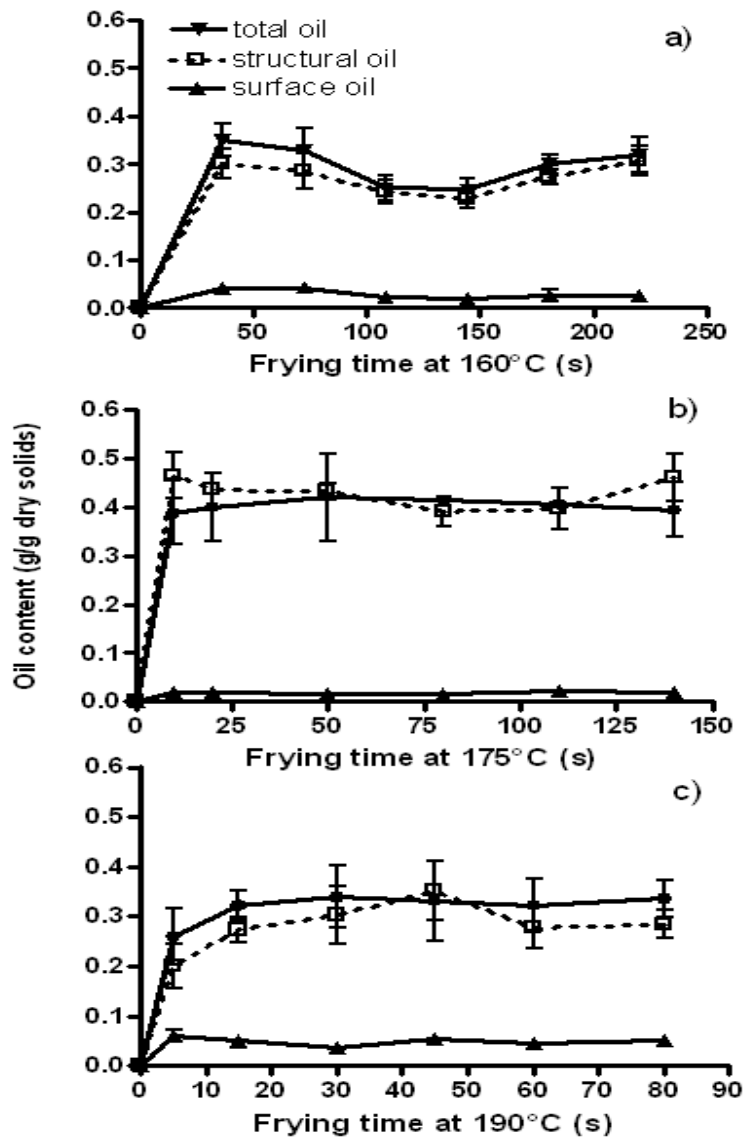 0.6
total oil
a)
structural oil
0.5
surface oil
0.4
0.3
0.2
0.1
0.0
0 50 100 150 200 250
Frying time at 160°C (s)
Oil content (g/g dry solids)
0.6
b)
0.5
0.4
0.3
0.2
0.1
0.0
0 25 50 75 100 125 150
Frying time at 175°C (s)
0.6
c)
0.5
0.4
0.3
0.2
0.1
0.0
0 10 20 30 40 50 60 70 80 90
Frying time at 190°C (s)